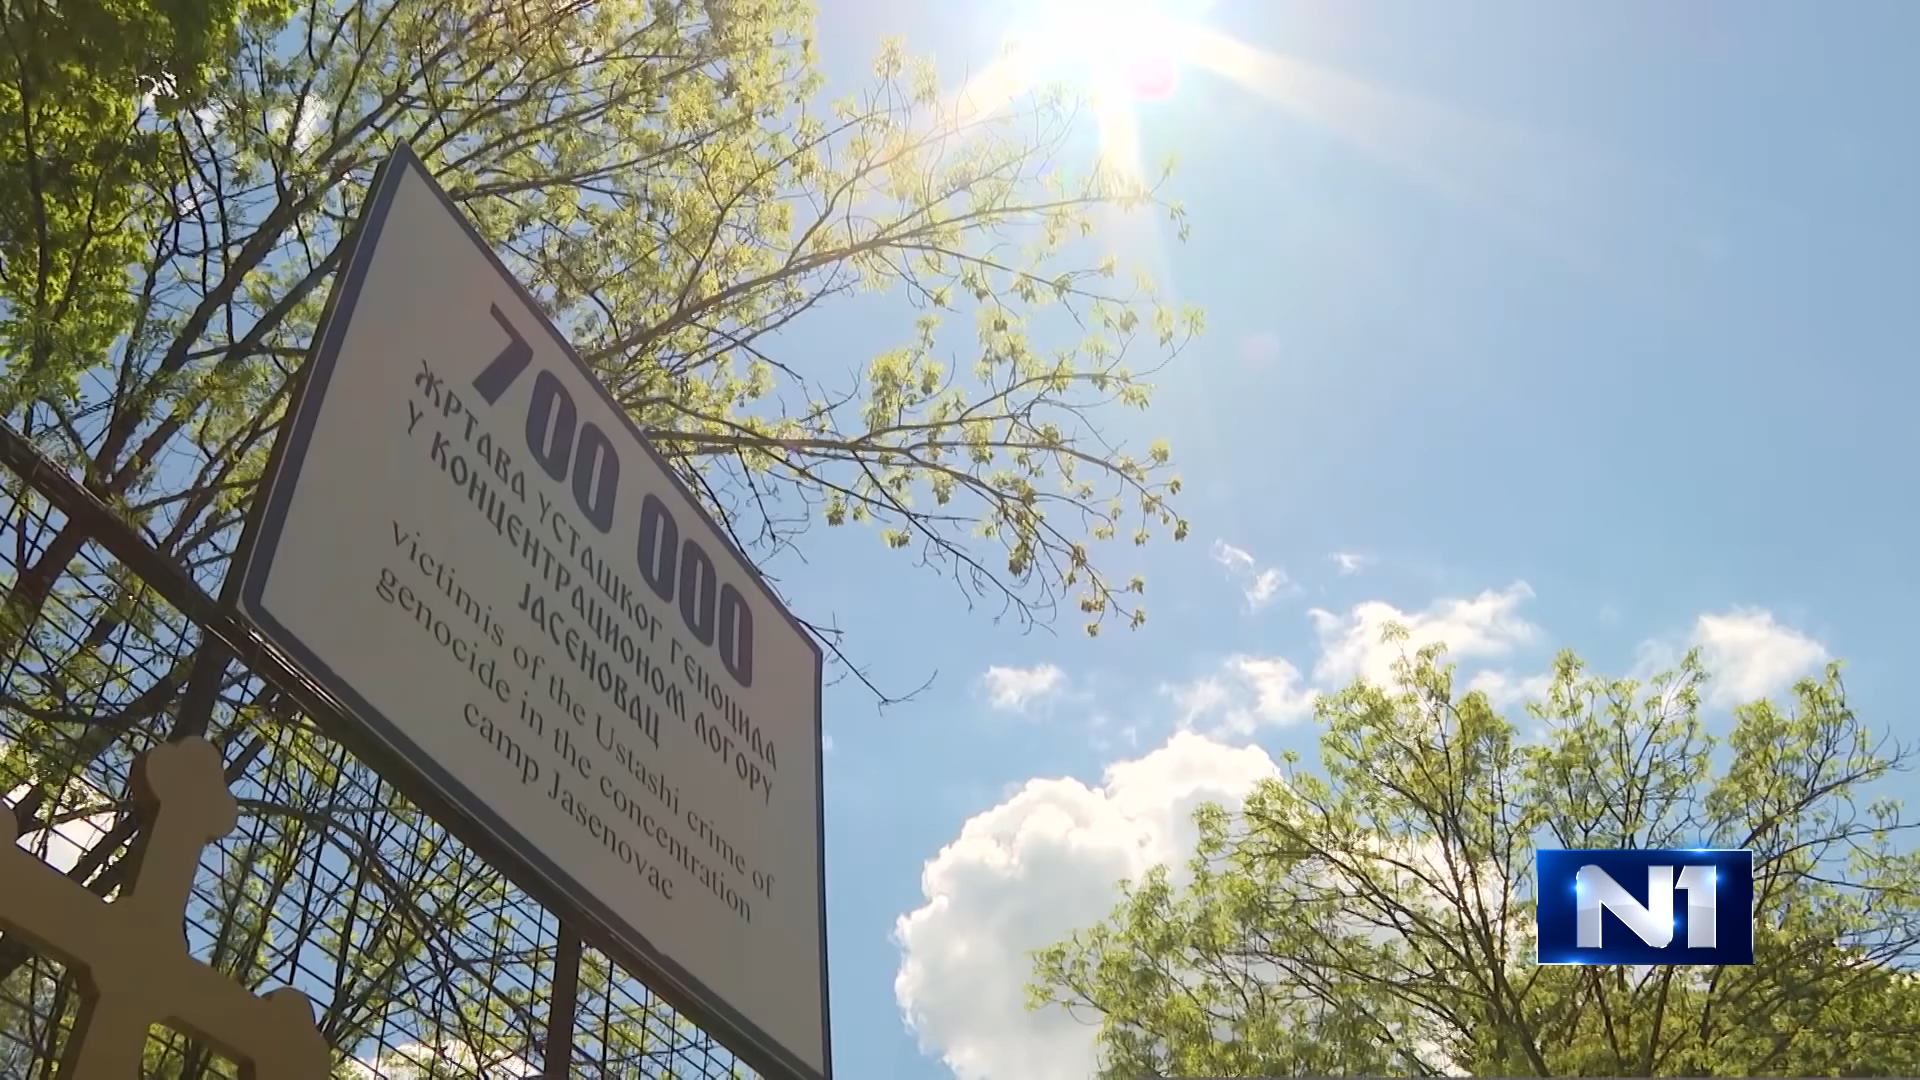 700 000
ЖРТАВА УСТАШКОГ ГЕНОЦИДА
У КОНЦЕНТРАЦИОНОМ ЛОГОРУ
ЈАСЕНОВАЦ
victimis of the Ustashi crime of
genocide in the concentration
camp Jasenovac
N1